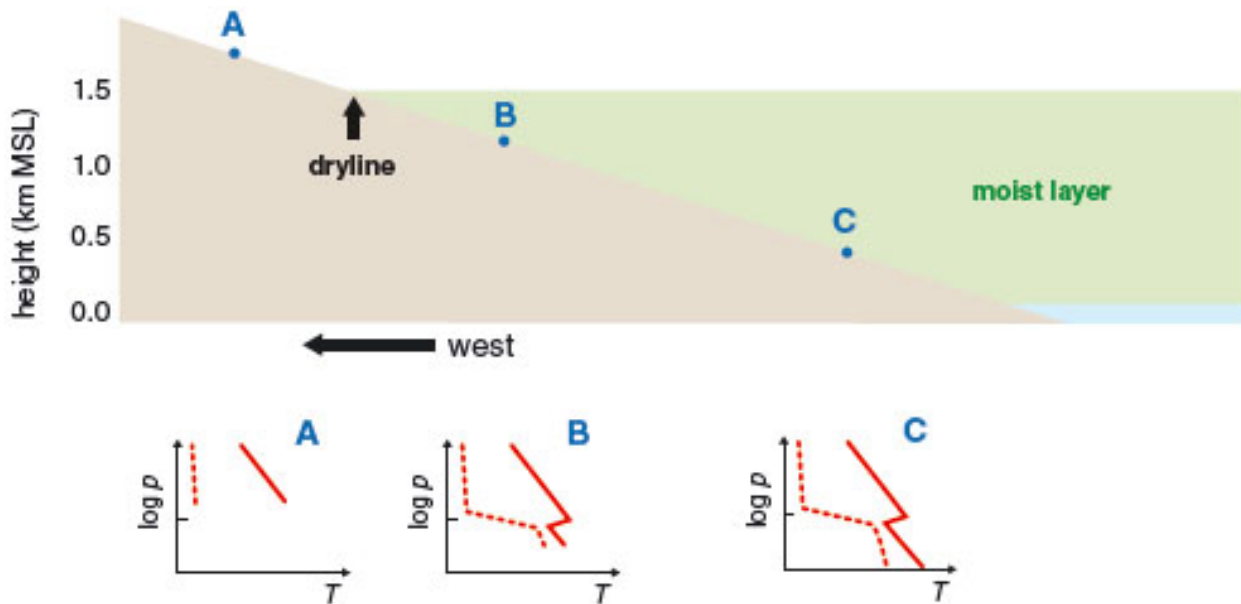 A
1.5
B
1.0
dryline
moist layer
C
0.5
0.0
height (km MSL)
west
A
B
C
log p
T
log p
T
log p
T